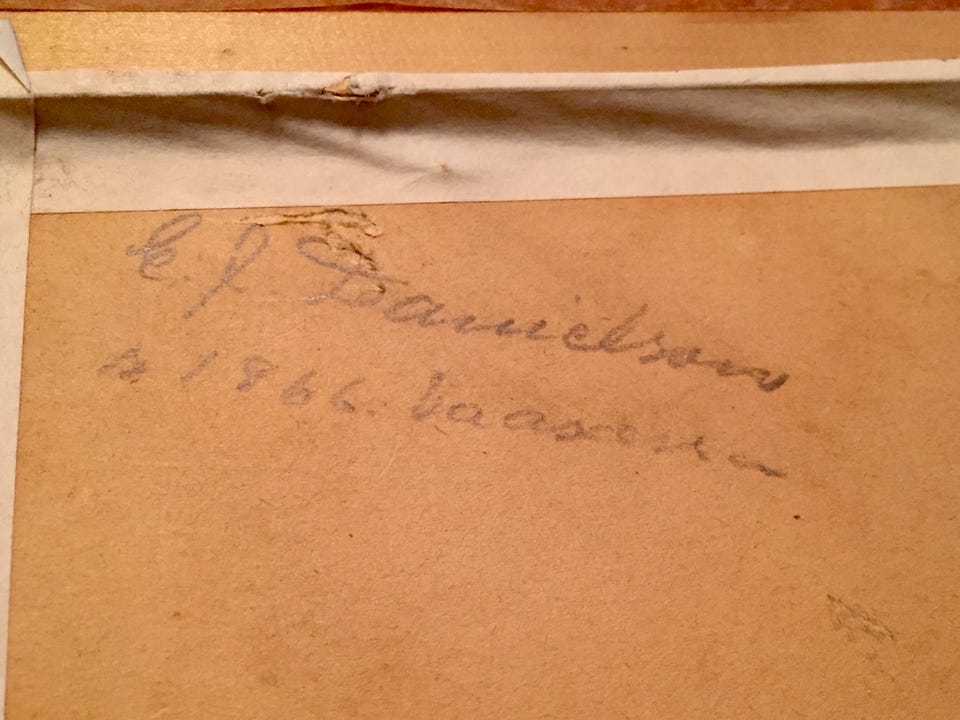 E. J. Danielson
s 1866. Vaasassa